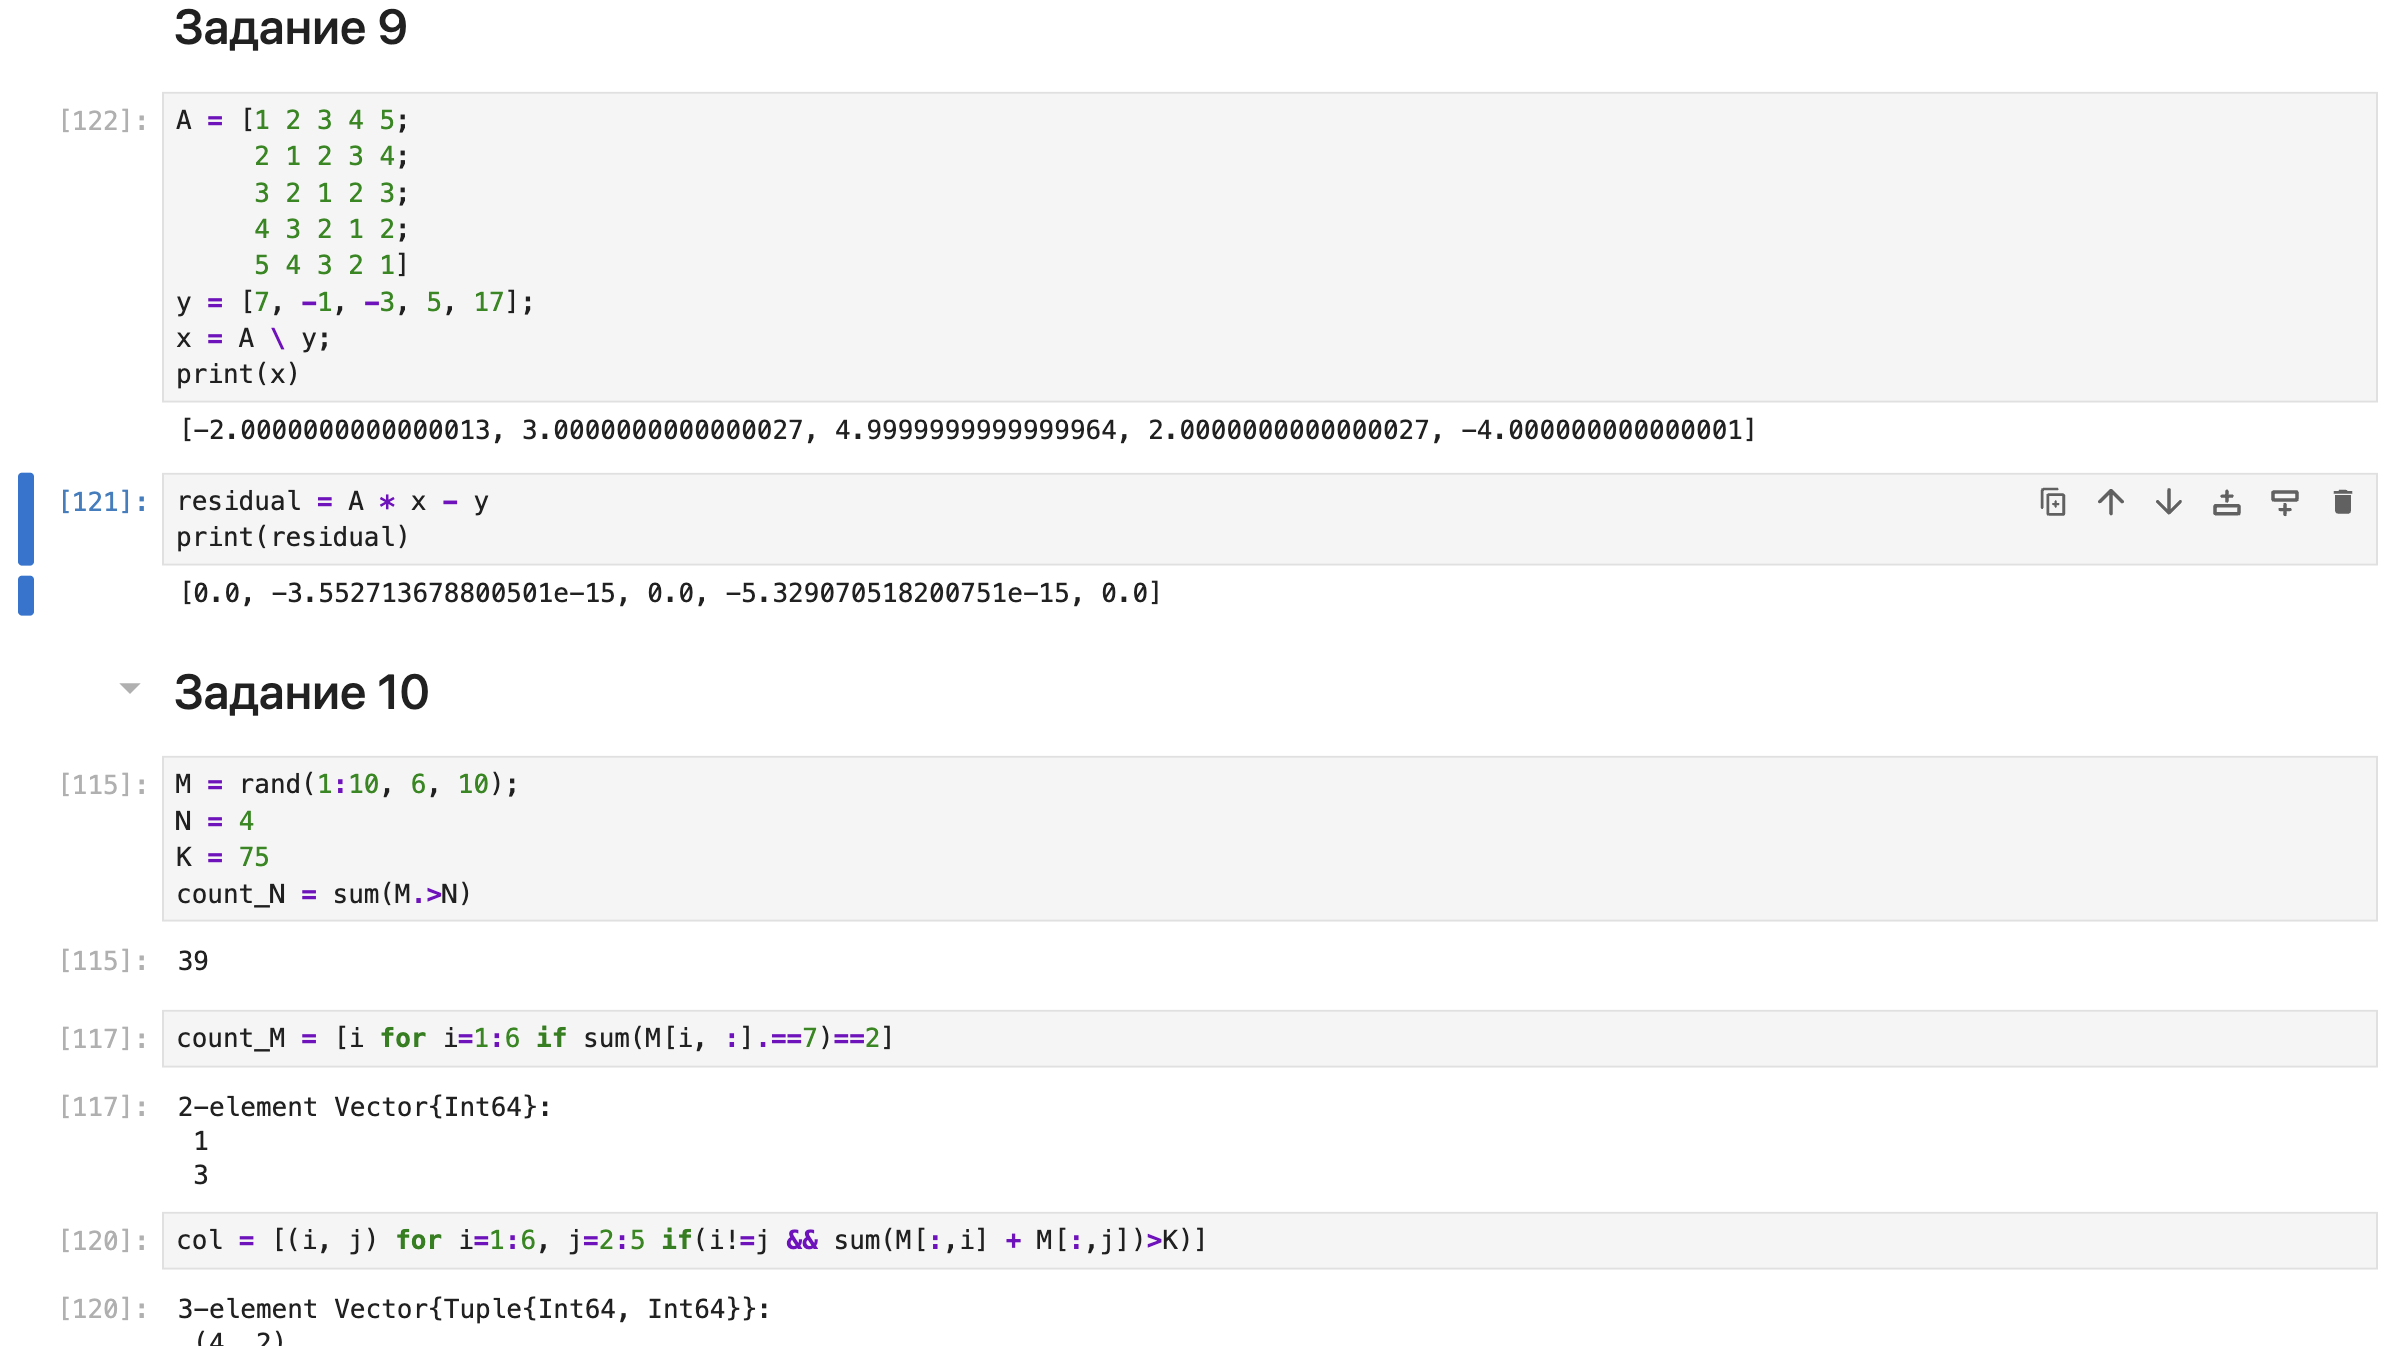 Задание 9
[122]: A = [1 2 3 4 5;
2 1 2 3 4;
3 2 1 2 3;
4 3 2 1 2;
5 4 3 2 1]
y = [7, −1, −3, 5, 17];
x = A \ y;
print(x)
[−2.0000000000000013, 3.0000000000000027, 4.9999999999999964, 2.0000000000000027, −4.000000000000001]
[121]: residual = A * x − y
print(residual)
[0.0, −3.552713678800501e−15, 0.0, −5.329070518200751e−15, 0.0]
Задание 10
[115]: M = rand(1:10, 6, 10);
N = 4
K = 75
count_N = sum(M.>N)
[115]: 39
[117]: count_M = [i for i=1:6 if sum(M[i, :].==7)==2]
[117]: 2−element Vector{Int64}:
1
3
[120]: col = [(i, j) for i=1:6, j=2:5 if(i!=j && sum(M[:,i] + M[:,j])>K)]
[120]: 3−element Vector{Tuple{Int64, Int64}}:
(4, 2)